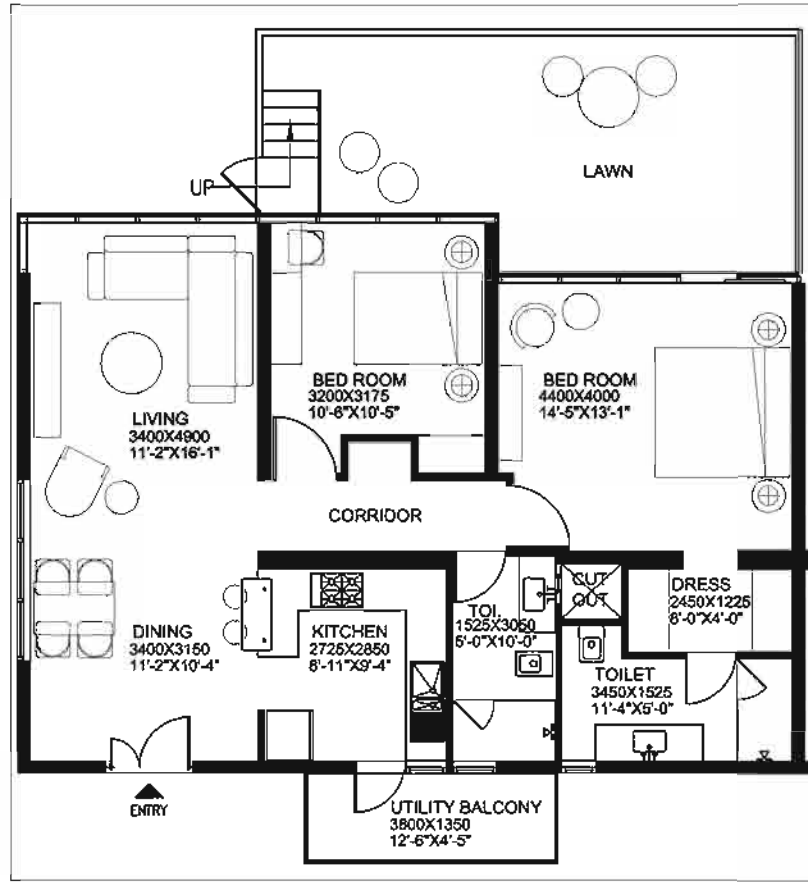 LAWN
UP
BED ROOM
3200X3175
10'-6"X10'-5"
BED ROOM
4400X4000
14'-5"X13'-1"
LIVING
3400X4900
11'-2"X16'-1"
CORRIDOR
CUT
OUT
DRESS
2450X1225
8'-0"X4'-0"
TOI.
1525X3050
5'-0"X10'-0"
DINING
3400X3150
11'-2"X10'-4"
KITCHEN
2725X2850
8'-11"X9'-4"
TOILET
3450X1525
11'-4"X5'-0"
ENTRY
UTILITY BALCONY
3800X1350
12'-6"X4'-5"